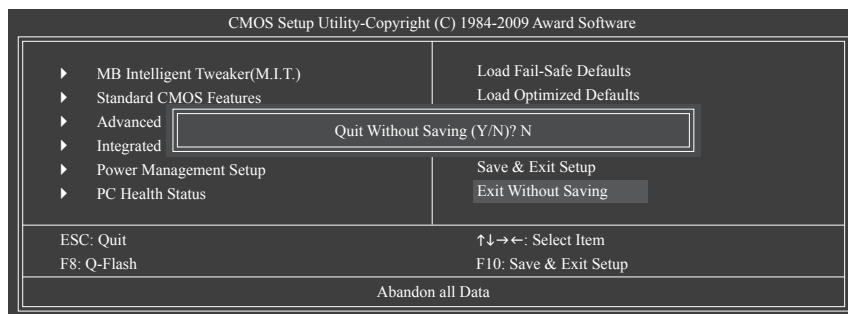 CMOS Setup Utility-Copyright (C) 1984-2009 Award Software
MB Intelligent Tweaker(M.I.T.)
Standard CMOS Features
Advanced
Integrated
Power Management Setup
PC Health Status
Load Fail-Safe Defaults
Load Optimized Defaults
Quit Without Saving (Y/N)? N
Save & Exit Setup
Exit Without Saving
ESC: Quit
↑↓→←: Select Item
F8: Q-Flash
F10: Save & Exit Setup
Abandon all Data